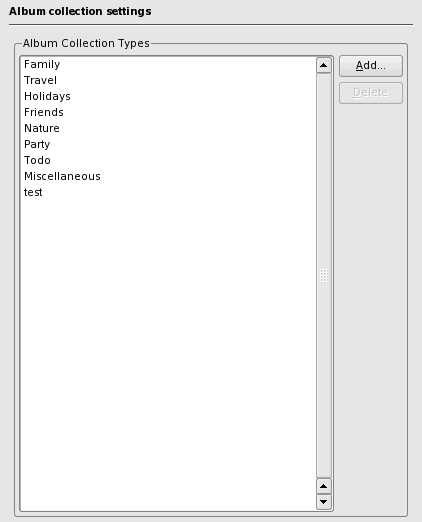 Album collection settings
Album Collection Types
Family
Travel
Holidays
Friends
Nature
Party
Todo
Miscellaneous
test
Add...
Delete